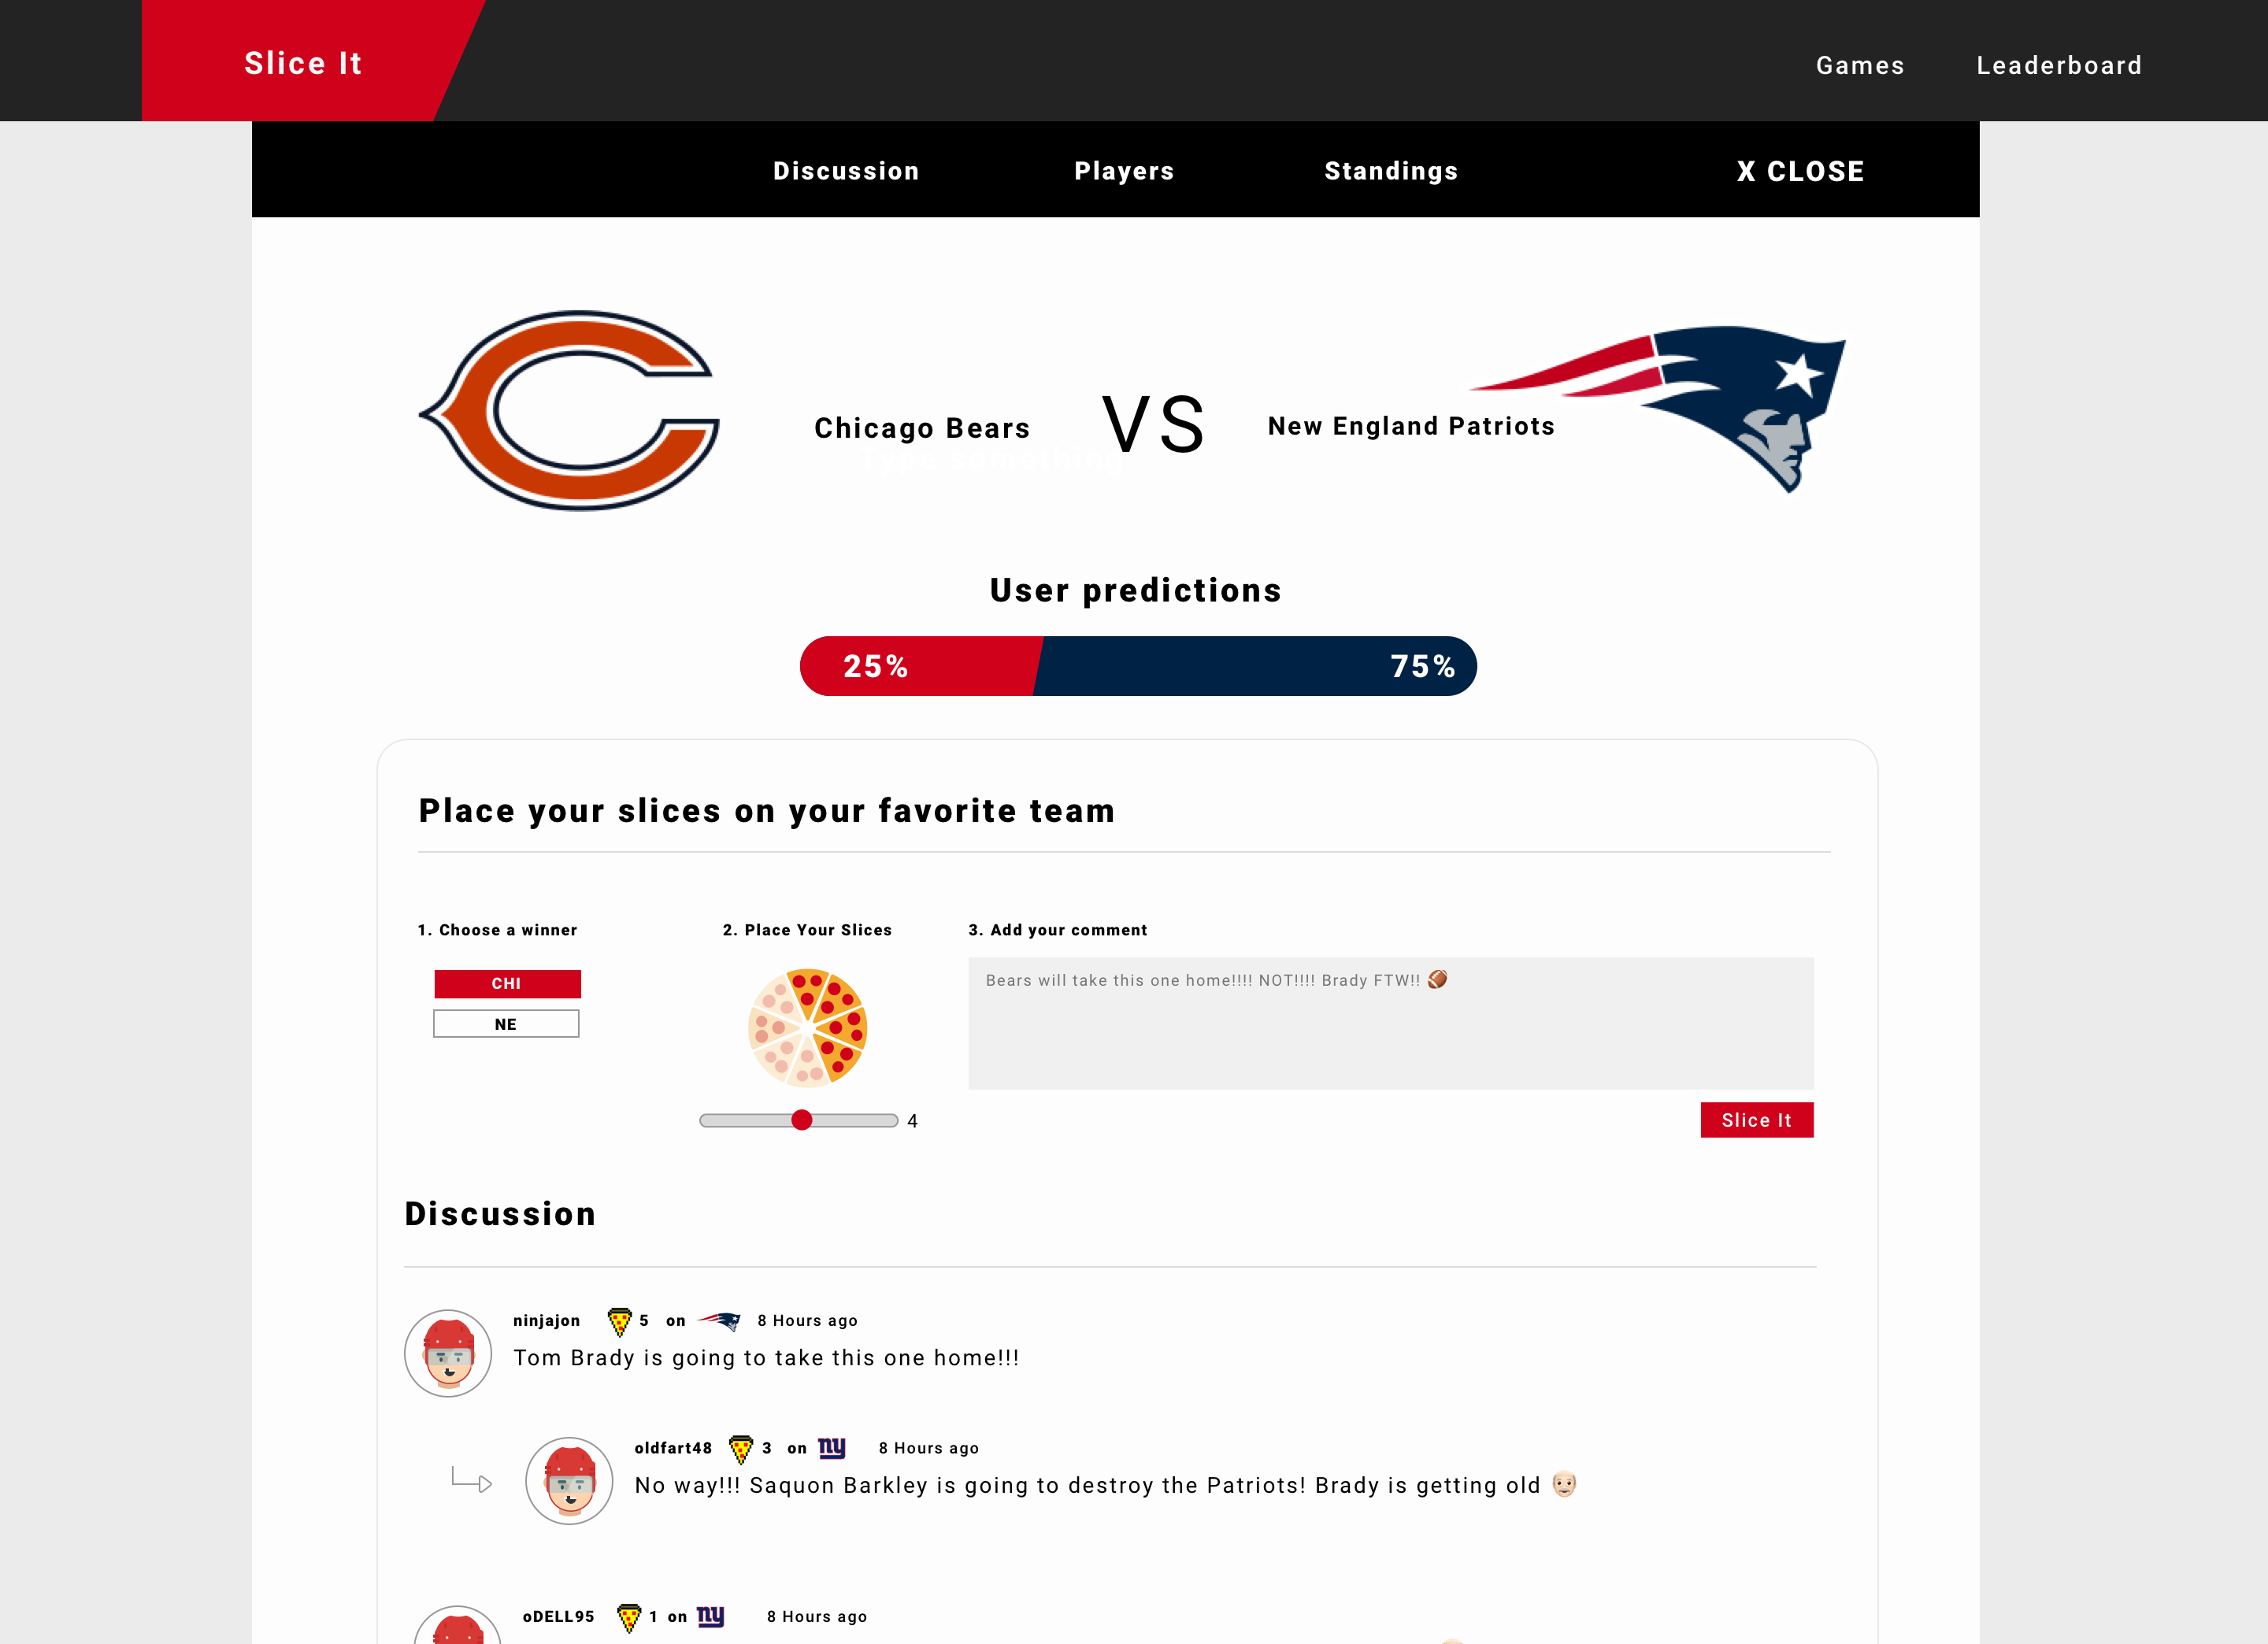 Slice It
Games Leaderboard
Discussion Players Standings X CLOSE
Chicago Bears VS New England Patriots
Type something
User predictions
25% 75%
Place your slices on your favorite team
1. Choose a winner 2. Place Your Slices 3. Add your comment
CHI
NE
Bears will take this one home!!!! NOT!!!! Brady FTW!! 🏈
4
Slice It
Discussion
ninjajon 5 on 8 Hours ago
Tom Brady is going to take this one home!!!
oldfart48 3 on ny 8 Hours ago
No way!!! Saquon Barkley is going to destroy the Patriots! Brady is getting old 👴🏻
oDELL95 1 on ny 8 Hours ago